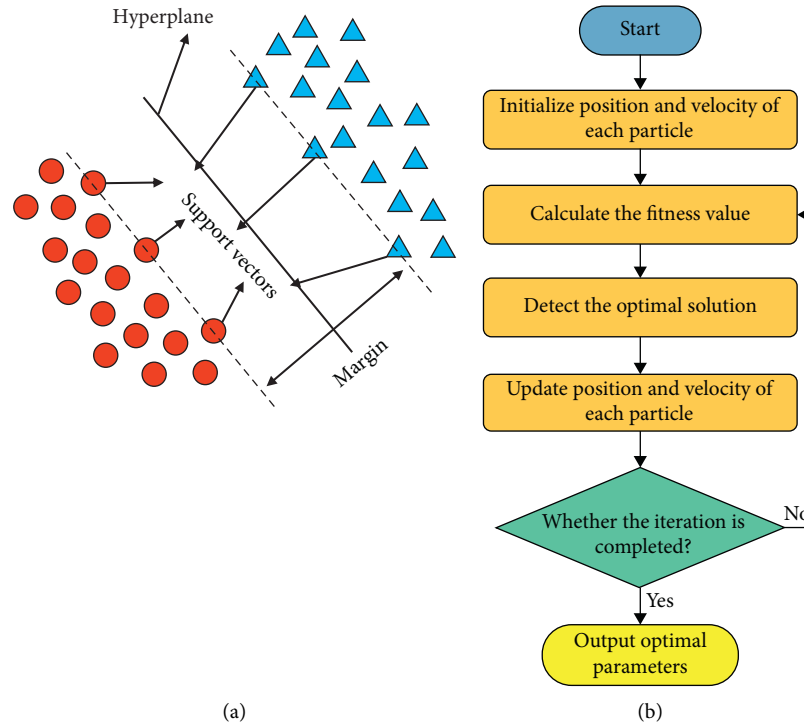 Hyperplane
Support vectors
Margin
(a)
Start
Initialize position and velocity of
each particle
Calculate the fitness value
Detect the optimal solution
Update position and velocity of
each particle
Whether the iteration is
completed?
No
Yes
Output optimal
parameters
(b)